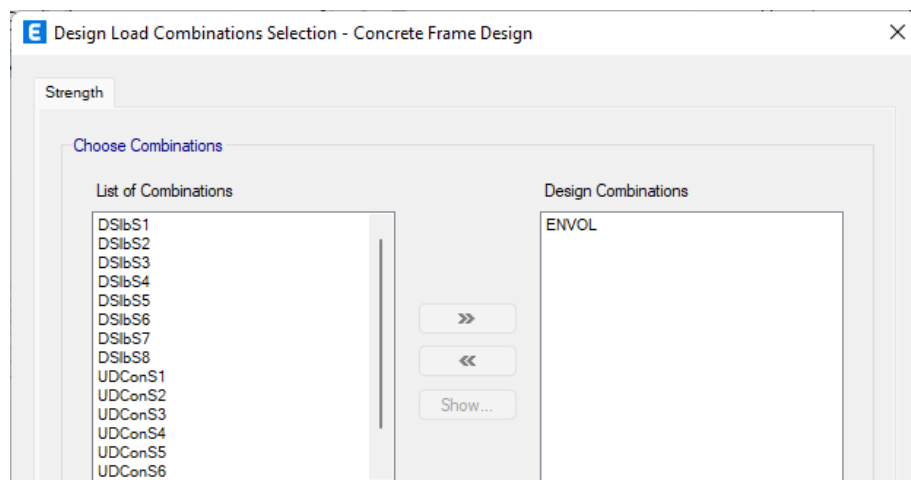 E Design Load Combinations Selection - Concrete Frame Design
Strength
Choose Combinations
List of Combinations
DSlbS1
DSlbS2
DSlbS3
DSlbS4
DSlbS5
DSlbS6
DSlbS7
DSlbS8
UDConS1
UDConS2
UDConS3
UDConS4
UDConS5
UDConS6
>>
<<
Show...
Design Combinations
ENVOL